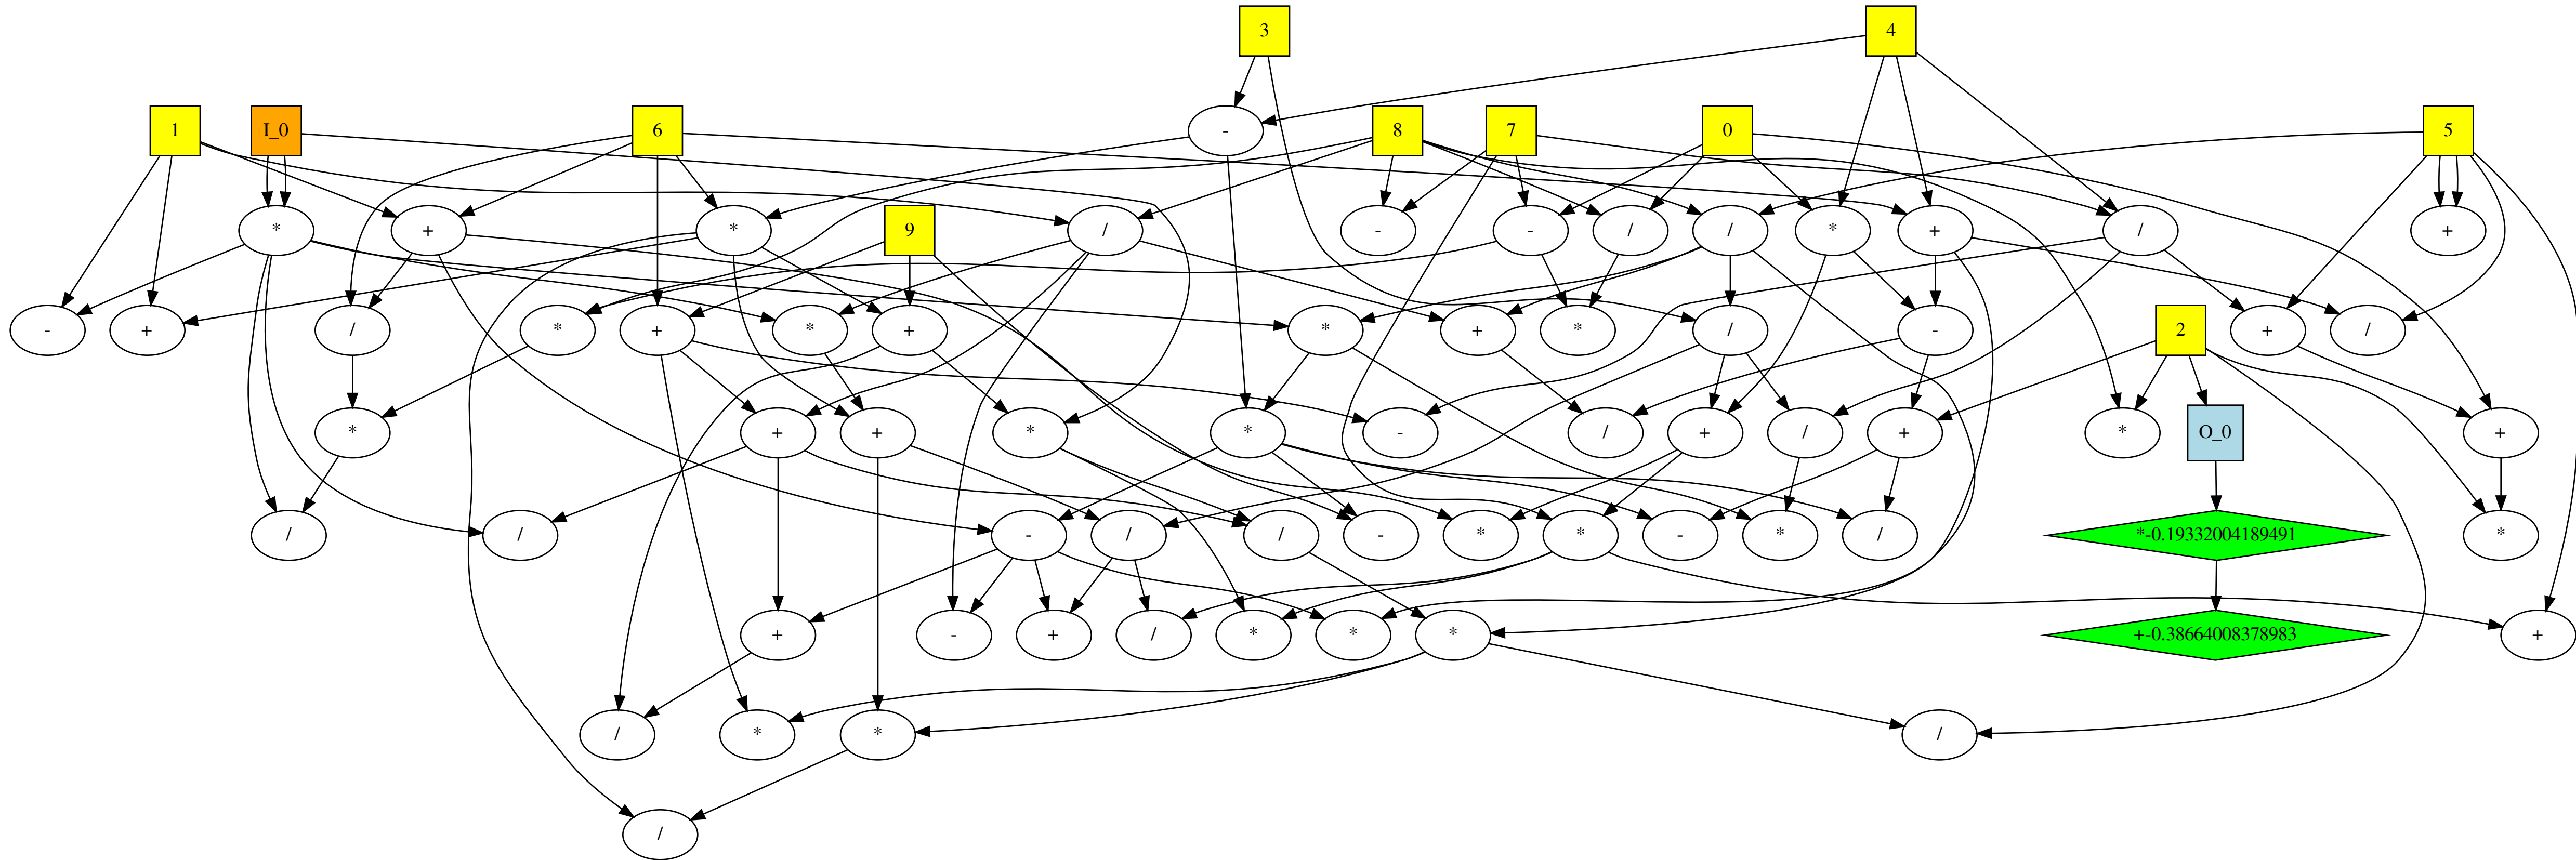 3 4
1 I_0 6 - 8 7 0 5
* + * 9 / - - / / * + / +
- + / * + * + * + * / - 2 + /
* + + * * - / + / + * O_0 +
/ / - / / - * * - * / *-0.19332004189491 *
+ - + / * * * +-0.38664008378983 +
/ * * /
/